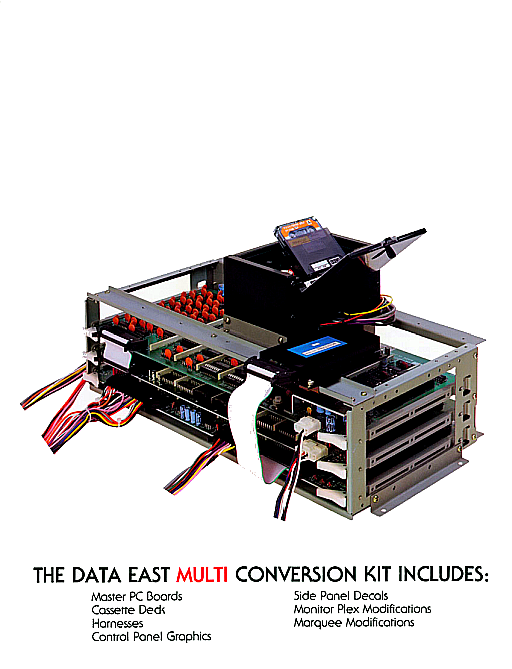 THE DATA EAST MULTI CONVERSION KIT INCLUDES:
Master PC Boards
Cassette Deck
Harnesses
Control Panel Graphics
Side Panel Decals
Monitor Plex Modifications
Marquee Modifications